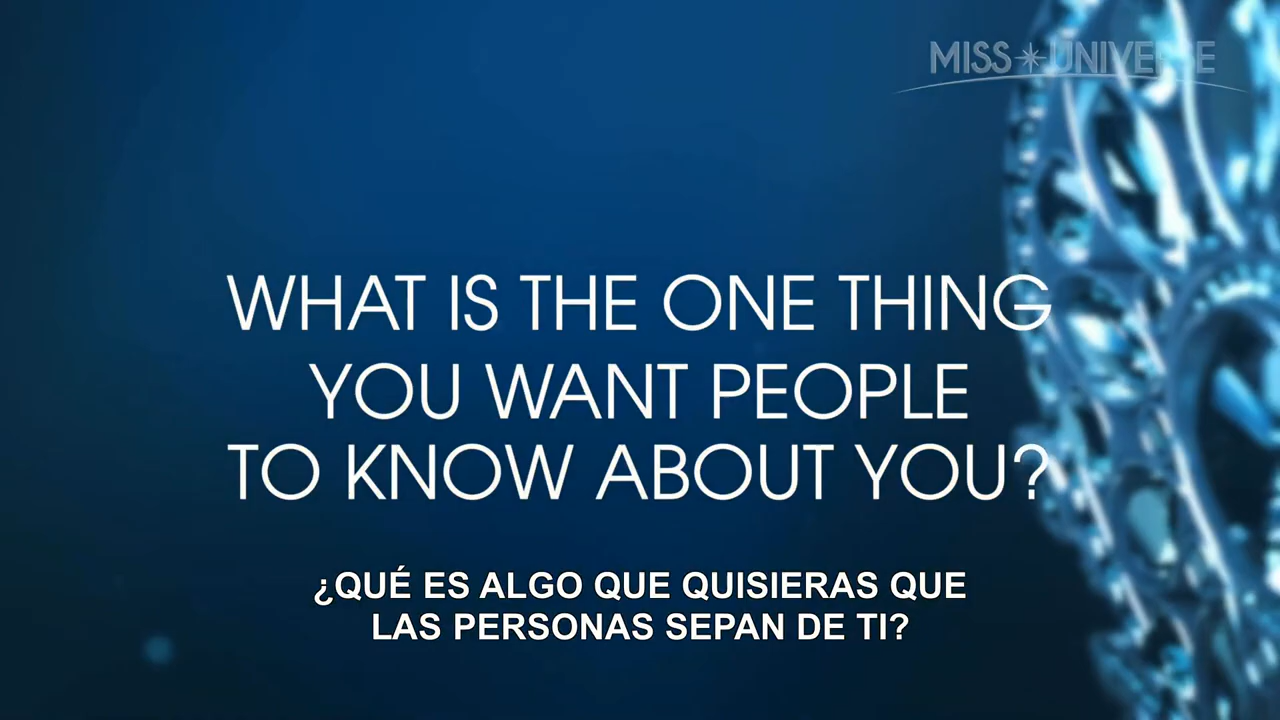 MISS UNIVERSE
WHAT IS THE ONE THING
YOU WANT PEOPLE
TO KNOW ABOUT YOU?
¿QUÉ ES ALGO QUE QUISIERAS QUE
LAS PERSONAS SEPAN DE TI?